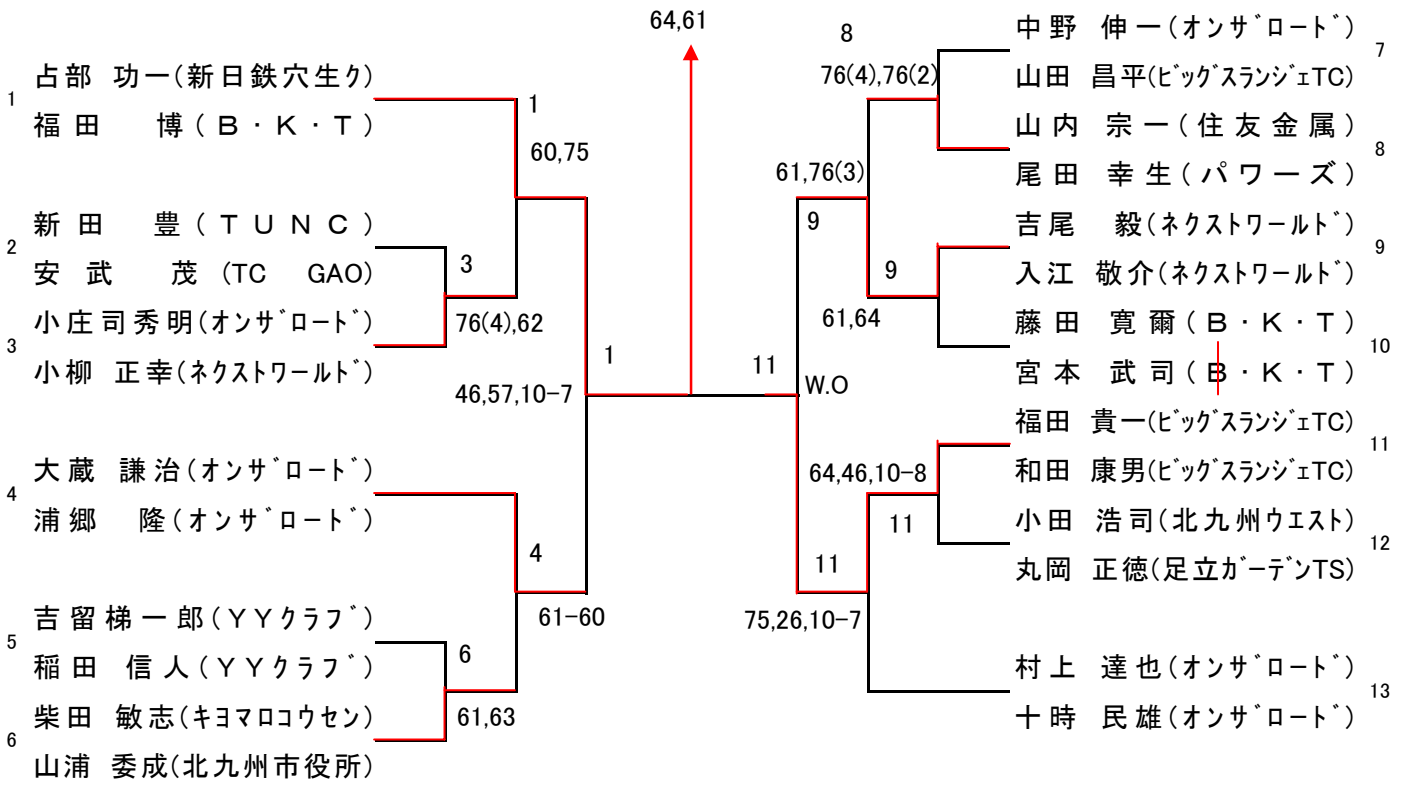 64,61
1
占部 功一(新日鉄穴生ク)
福田 博(B・K・T)
1
60,75
2
新田 豊(TUNC)
安武 茂(TC GAO)
3
3
小庄司秀明(オンザロード)
小柳 正幸(ネクストワールド)
76(4),62
1
46,57,10-7
4
大蔵 謙治(オンザロード)
浦郷 隆(オンザロード)
4
61-60
5
吉留梯一郎(YYクラブ)
稲田 信人(YYクラブ)
6
6
柴田 敏志(キヨマロコウセン)
山浦 委成(北九州市役所)
61,63
8
76(4),76(2)
中野 伸一(オンザロード)
山田 昌平(ビッグスランジェTC)
7
山内 宗一(住友金属)
尾田 幸生(パワーズ)
8
61,76(3)
9
吉尾 毅(ネクストワールド)
入江 敬介(ネクストワールド)
9
9
61,64
藤田 寛爾(B・K・T)
宮本 武司(B・K・T)
10
11
W.O
福田 貴一(ビッグスランジェTC)
和田 康男(ビッグスランジェTC)
11
64,46,10-8
11
小田 浩司(北九州ウエスト)
丸岡 正徳(足立ガーデンTS)
12
11
75,26,10-7
村上 達也(オンザロード)
十時 民雄(オンザロード)
13